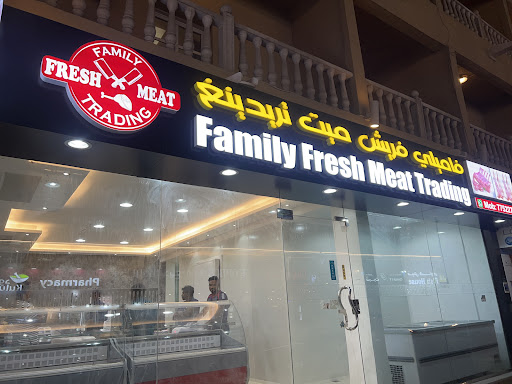 FAMILY
FRESH MEAT
TRADING
فاميلي فريش ميت تريدينغ
Family Fresh Meat Trading
Pharmacy